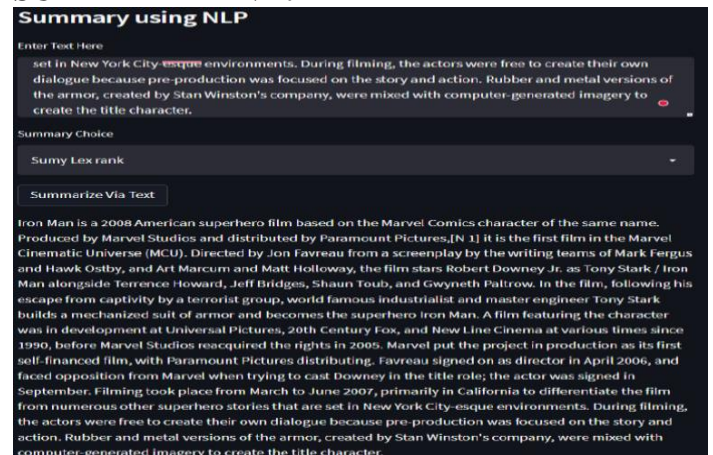 Summary using NLP
Enter Text Here
set in New York City-esque environments. During filming, the actors were free to create their own
dialogue because pre-production was focused on the story and action. Rubber and metal versions of
the armor, created by Stan Winston's company, were mixed with computer-generated imagery to
create the title character.
Summary Choice
Sumy Lex rank
Summarize Via Text
Iron Man is a 2008 American superhero film based on the Marvel Comics character of the same name.
Produced by Marvel Studios and distributed by Paramount Pictures,[N 1] it is the first film in the Marvel
Cinematic Universe (MCU). Directed by Jon Favreau from a screenplay by the writing teams of Mark Fergus
and Hawk Ostby, and Art Marcum and Matt Holloway, the film stars Robert Downey Jr. as Tony Stark / Iron
Man alongside Terrence Howard, Jeff Bridges, Shaun Toub, and Gwyneth Paltrow. In the film, following his
escape from captivity by a terrorist group, world famous industrialist and master engineer Tony Stark
builds a mechanized suit of armor and becomes the superhero Iron Man. A film featuring the character
was in development at Universal Pictures, 20th Century Fox, and New Line Cinema at various times since
1990, before Marvel Studios reacquired the rights in 2005. Marvel put the project in production as its first
self-financed film, with Paramount Pictures distributing. Favreau signed on as director in April 2006, and
faced opposition from Marvel when trying to cast Downey in the title role; the actor was signed in
September. Filming took place from March to June 2007, primarily in California to differentiate the film
from numerous other superhero stories that are set in New York City-esque environments. During filming,
the actors were free to create their own dialogue because pre-production was focused on the story and
action. Rubber and metal versions of the armor, created by Stan Winston's company, were mixed with
computer-generated imagery to create the title character.